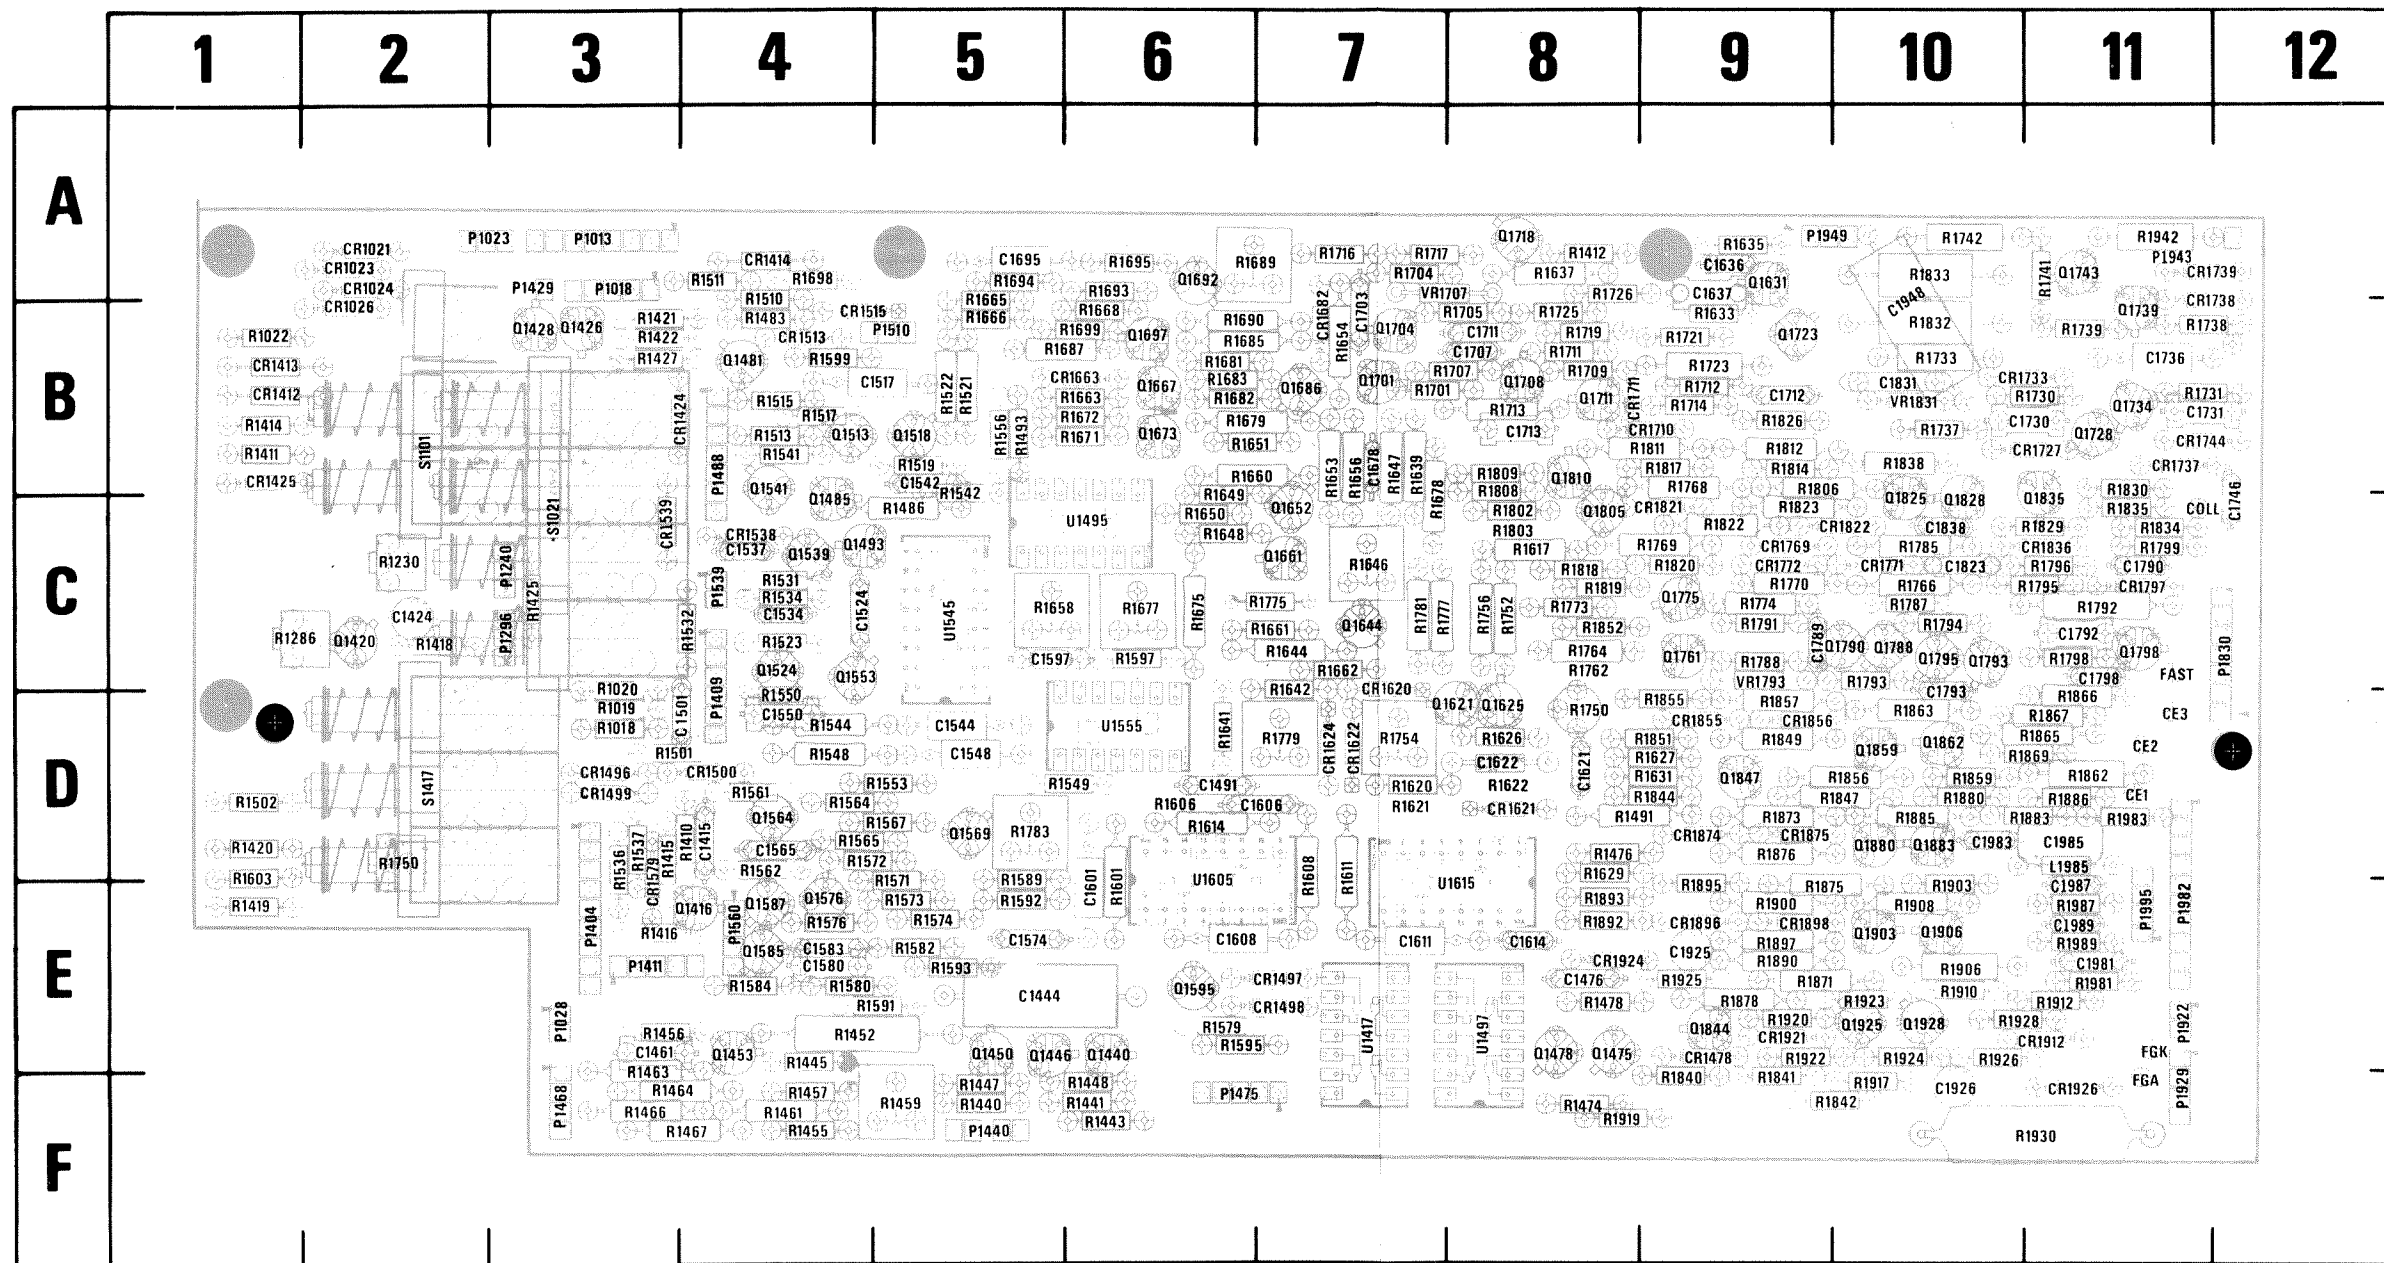 1 2 3 4 5 6 7 8 9 10 11 12
A
CR1021 P1023 P1013 Q1718 P1949 R1742 R1942
CR1414 C1695 R1695 R1689 R1716 R1717 R1412 R1635 P1943
CR1023 R1511 R1698 R1694 Q1692 R1704 R1637 C1636 Q1631 R1833 R1741 Q1743 CR1739
CR1024 P1429 P1018 R1693 VR1707 R1726 C1637
CR1026 R1510 R1665 CR1682 C1703 C1948 CR1738
R1483 CR1515 R1666 R1668 R1705 R1725 R1633 Q1739
B
R1022 Q1428 Q1426 R1421 P1510 R1699 Q1697 R1690 R1654 Q1704 C1711 R1719 R1832 R1739 R1738
R1422 CR1513 R1685 R1721 Q1723
R1427 Q1481 R1599 R1687 R1681 C1707 R1711 R1733 C1736
CR1413 C1517 CR1663 R1683 R1707 R1709 R1723 CR1733
CR1412 R1522 R1521 R1663 Q1667 R1682 Q1686 Q1701 R1701 Q1708 Q1711 CR1711 R1712 C1712 C1831 VR1831 R1730 Q1734 R1731
R1414 CR1424 R1515 R1517 R1672 R1679 R1713 R1714 R1826 C1730 C1731
S1101 R1513 Q1513 Q1518 R1556 R1493 R1671 Q1673 R1651 C1713 CR1710 R1737 Q1728 CR1744
R1411 R1541 R1811 R1812 CR1727
P1488 R1519 R1660 R1653 R1656 C1678 R1647 R1639 R1809 Q1810 R1817 R1814 R1838 CR1737
CR1425 Q1541 Q1485 C1542 R1542 R1649 R1678 R1808 R1768 R1806 Q1825 Q1828 Q1835 R1830 C1746
S1021 CR1539 R1486 U1495 R1650 Q1652 R1802 Q1805 CR1821 R1823 R1835 COLL
C
CR1538 R1648 R1803 R1822 CR1822 C1838 R1829 R1834
R1230 P1240 C1537 Q1539 Q1493 Q1661 R1646 R1617 R1769 CR1769 R1785 CR1836 R1799
R1425 P1539 R1531 R1818 R1820 CR1772 CR1771 C1823 R1796 C1790
R1534 R1819 R1770 R1766 R1795 CR1797
C1424 C1534 C1524 U1545 R1658 R1677 R1675 R1775 R1781 R1777 R1756 R1752 R1773 Q1775 R1774 R1787 R1792
R1286 Q1420 R1418 P1296 R1532 R1523 R1661 Q1644 R1852 R1791 C1789 R1794 C1792 P1830
Q1524 Q1553 C1597 R1597 R1644 R1662 R1764 R1762 Q1761 R1788 Q1790 Q1788 Q1795 Q1793 R1798 Q1798
VR1793 R1793 C1798 FAST
R1020 P1409 R1550 R1642 CR1620 C1793 R1866
R1019 C1501 C1550 Q1621 Q1625 R1750 R1855 R1857 R1863 R1867 CE3
R1018 R1544 C1544 U1555 R1641 R1779 CR1624 CR1622 R1754 CR1855 CR1856
D
R1501 R1548 C1548 R1626 R1851 R1849 Q1859 Q1862 R1865 CE2
S1417 CR1496 CR1500 C1622 C1621 R1627 R1869
CR1499 R1561 R1553 R1549 C1491 R1620 R1622 R1631 Q1847 R1856 R1859 R1862
R1502 R1564 R1606 C1606 R1621 CR1621 R1844 R1847 R1880 R1886 CE1
Q1564 R1567 Q1569 R1783 R1614 R1491 R1873 R1885 R1883 R1983
R1537 R1410 C1415 R1565 CR1874 CR1875
R1420 R1750 R1536 CR1579 R1415 C1565 R1572 R1476 R1876 Q1880 Q1883 C1983 C1985
R1603 R1562 R1571 R1589 C1601 R1601 U1605 R1608 R1611 U1615 R1629 R1895 R1875 R1903 L1985
C1987
R1419 P1404 Q1416 P1560 Q1587 Q1576 R1573 R1592 R1893 R1900 R1908 R1987 P1995 P1982
R1416 R1576 R1574 R1892 CR1896 CR1898 C1989
E
P1411 Q1585 C1583 R1582 C1574 C1608 C1611 C1614 R1897 Q1903 Q1906 R1989
C1580 R1593 CR1924 C1925 R1890 R1906 C1981
R1584 R1580 C1444 Q1595 CR1497 C1476 R1925 R1871 R1910 R1981
P1028 R1591 CR1498 R1478 R1878 R1923 R1912
R1456 R1452 R1579 U1417 U1497 Q1844 R1920 Q1925 Q1928 R1928 P1922
C1461 Q1453 R1445 Q1450 Q1446 Q1440 R1595 Q1478 Q1475 CR1921 CR1912
R1463 CR1478 R1922 R1924 R1926 FGK
P1468 R1464 R1457 R1447 R1448 P1475 R1840 R1841 R1917 C1926 CR1926 FGA P1929
R1466 R1461 R1459 R1440 R1441 R1474 R1842
R1467 R1455 P1440 R1443 R1919 R1930
F